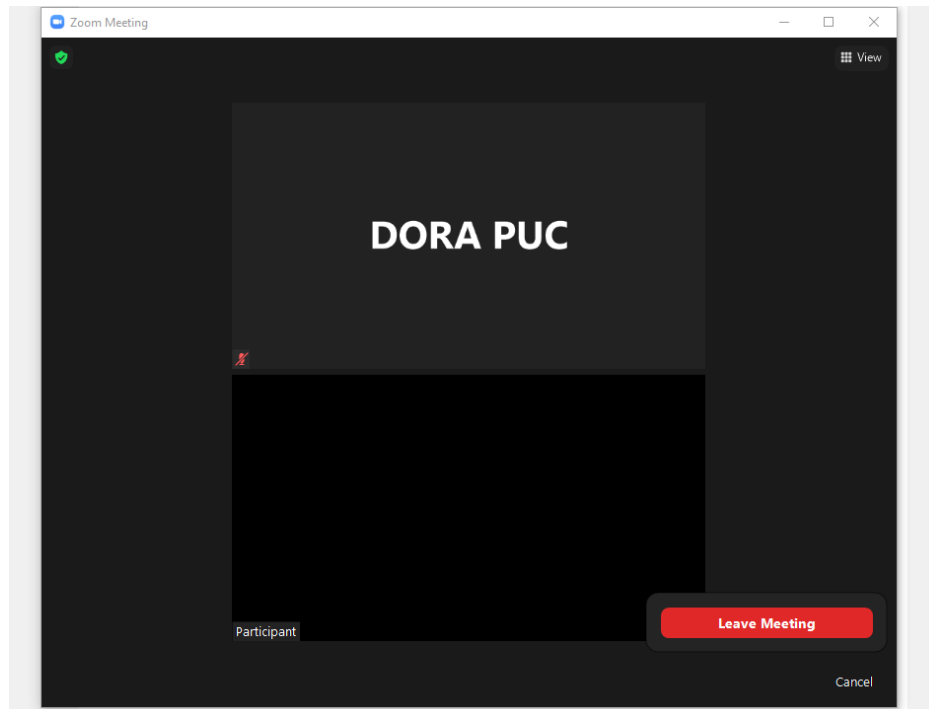 Zoom Meeting
View
DORA PUC
Participant
Leave Meeting
Cancel